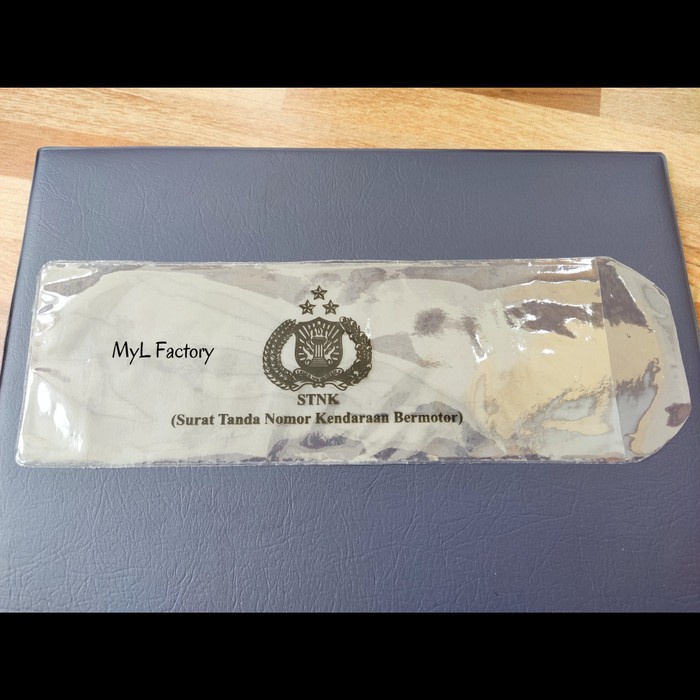 MyL Factory
STNK
(Surat Tanda Nomor Kendaraan Bermotor)